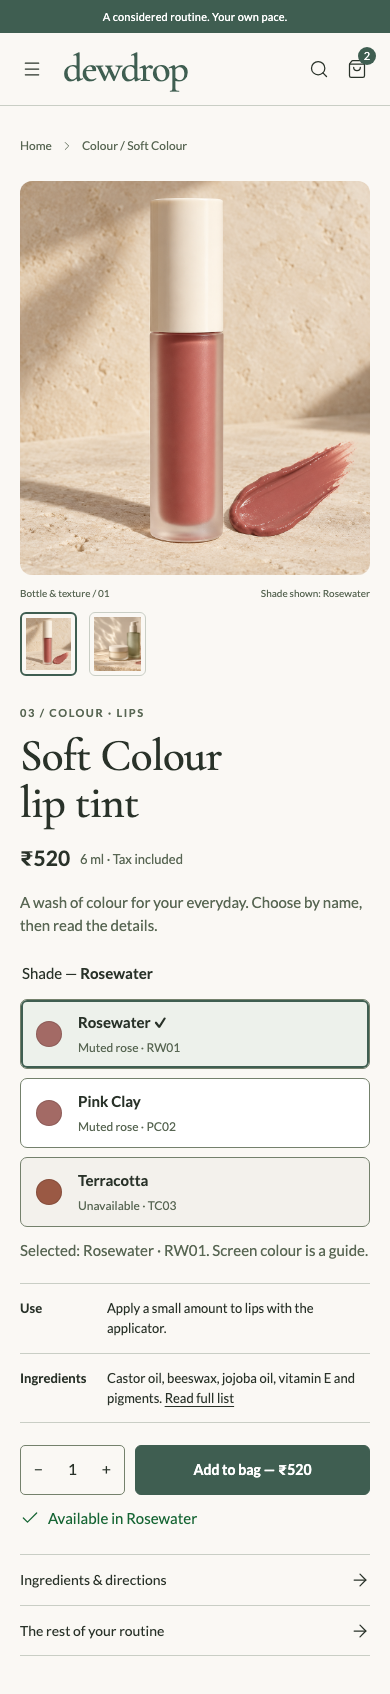 A considered routine. Your own pace.
dewdrop
2
Home
Colour / Soft Colour
Bottle & texture / 01
Shade shown: Rosewater
03 / COLOUR · LIPS
Soft Colour
lip tint
₹520 6 ml · Tax included
A wash of colour for your everyday. Choose by name,
then read the details.
Shade — Rosewater
Rosewater ✓
Muted rose · RW01
Pink Clay
Muted rose · PC02
Terracotta
Unavailable · TC03
Selected: Rosewater · RW01. Screen colour is a guide.
Use
Apply a small amount to lips with the
applicator.
Ingredients
Castor oil, beeswax, jojoba oil, vitamin E and
pigments. Read full list
− 1 +
Add to bag — ₹520
Available in Rosewater
Ingredients & directions
The rest of your routine